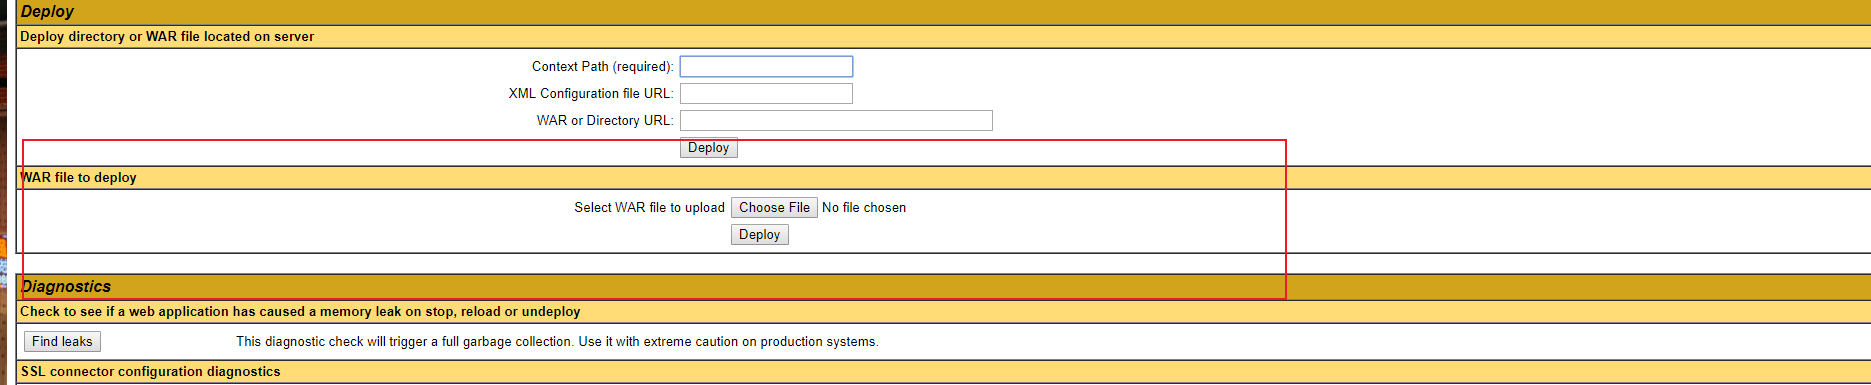 Deploy
Deploy directory or WAR file located on server
Context Path (required):
XML Configuration file URL:
WAR or Directory URL:
Deploy
WAR file to deploy
Select WAR file to upload Choose File No file chosen
Deploy
Diagnostics
Check to see if a web application has caused a memory leak on stop, reload or undeploy
Find leaks This diagnostic check will trigger a full garbage collection. Use it with extreme caution on production systems.
SSL connector configuration diagnostics